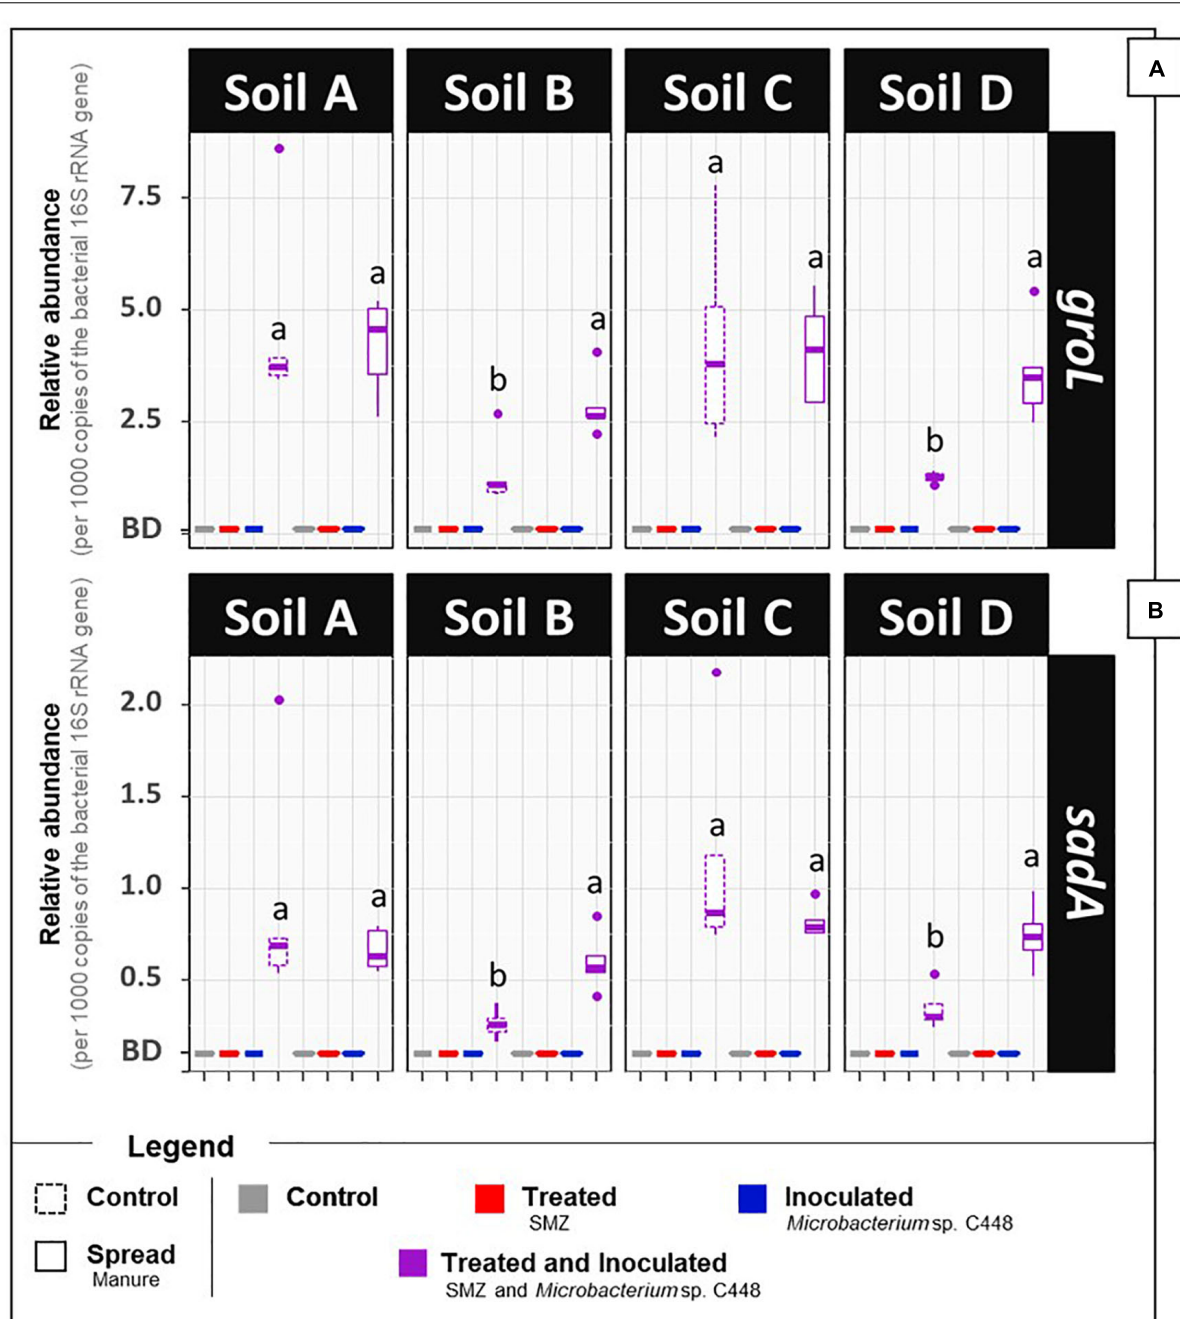 A
Soil A Soil B Soil C Soil D
Relative abundance
(per 1000 copies of the bacterial 16S rRNA gene)
7.5
5.0
2.5
BD
a a b a a a b a
groL
B
Soil A Soil B Soil C Soil D
Relative abundance
(per 1000 copies of the bacterial 16S rRNA gene)
2.0
1.5
1.0
0.5
BD
a a b a a a b a
sadA
Legend
Control
Spread
Manure
Control
Treated
SMZ
Inoculated
Microbacterium sp. C448
Treated and Inoculated
SMZ and Microbacterium sp. C448